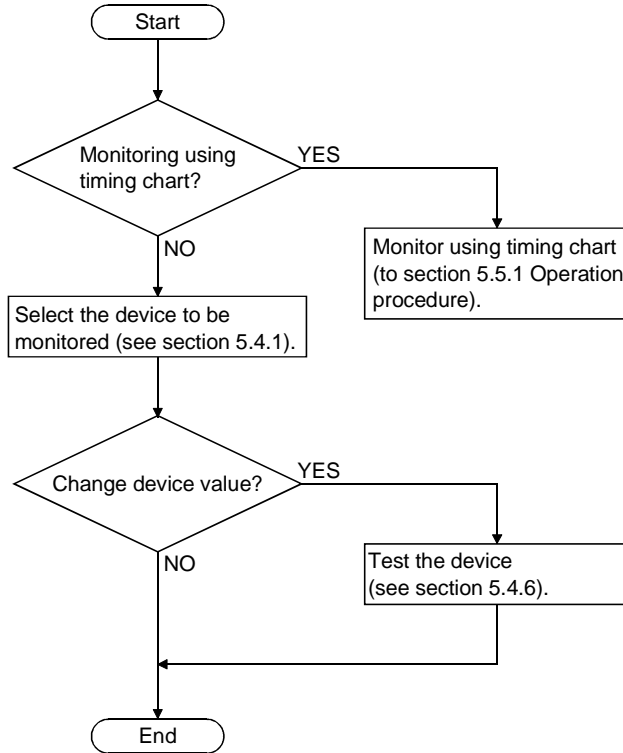 Start
Monitoring using
timing chart?
YES
NO
Monitor using timing chart
(to section 5.5.1 Operation
procedure).
Select the device to be
monitored (see section 5.4.1).
Change device value?
YES
NO
Test the device
(see section 5.4.6).
End